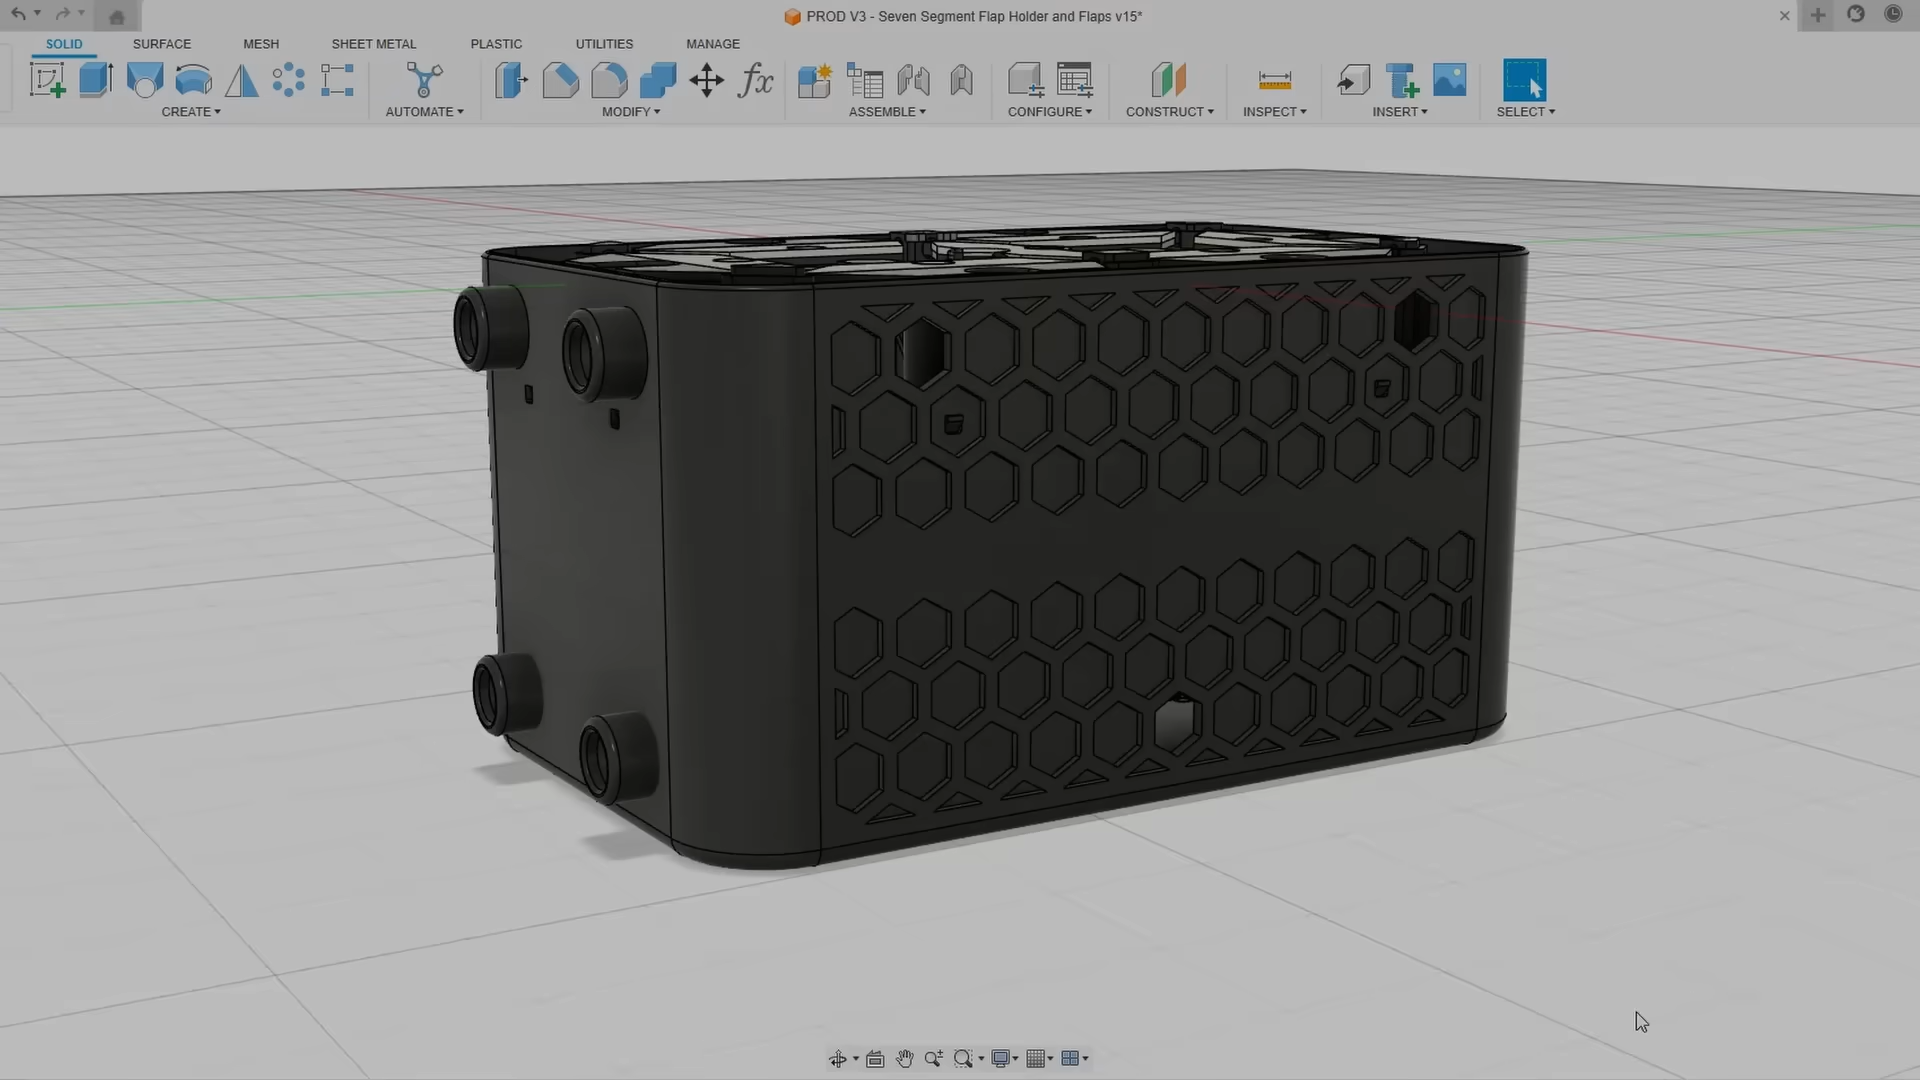 PROD V3 - Seven Segment Flap Holder and Flaps v15*
SOLID SURFACE MESH SHEET METAL PLASTIC UTILITIES MANAGE
fx
CREATE AUTOMATE MODIFY ASSEMBLE CONFIGURE CONSTRUCT INSPECT INSERT SELECT